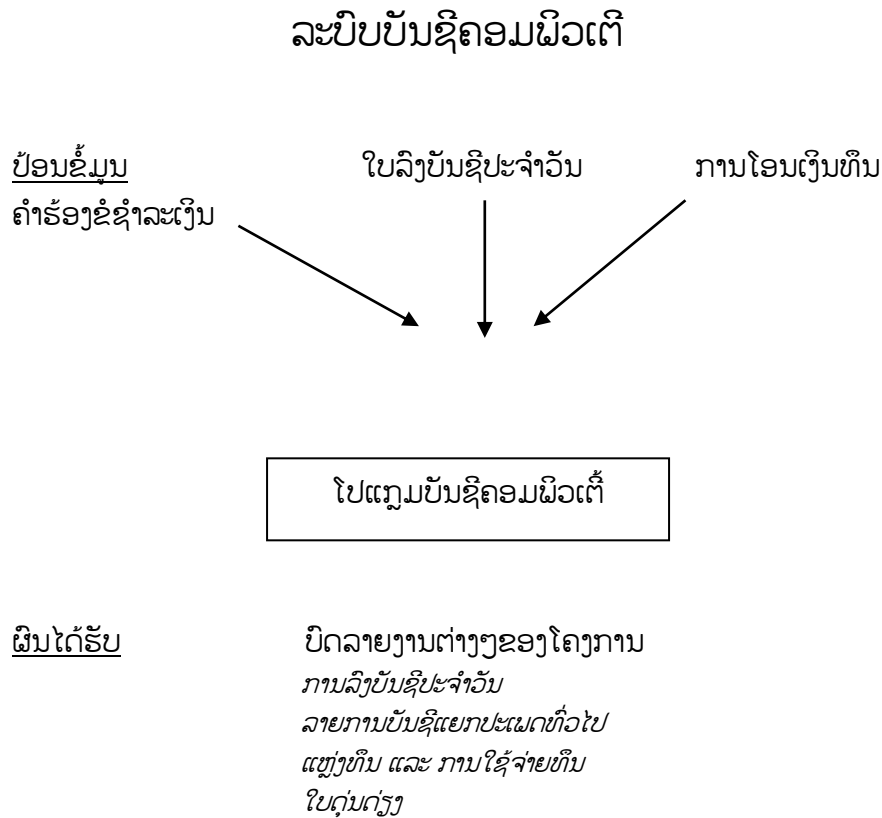 ລະບົບບັນຊີຄອມພິວເຕີ
ປ້ອນຂໍ້ມູນ ໃບລົງບັນຊີປະຈຳວັນ ການໂອນເງິນທຶນ
ຄຳຮ້ອງຂໍຊຳລະເງິນ
ໂປແກຼມບັນຊີຄອມພິວເຕີ້
ຜົນໄດ້ຮັບ ບົດລາຍງານຕ່າງໆຂອງໂຄງການ
ການລົງບັນຊີປະຈຳວັນ
ລາຍການບັນຊີແຍກປະເພດທົ່ວໄປ
ແຫຼ່ງທຶນ ແລະ ການໃຊ້ຈ່າຍທຶນ
ໃບດຸ່ນດ່ຽງ